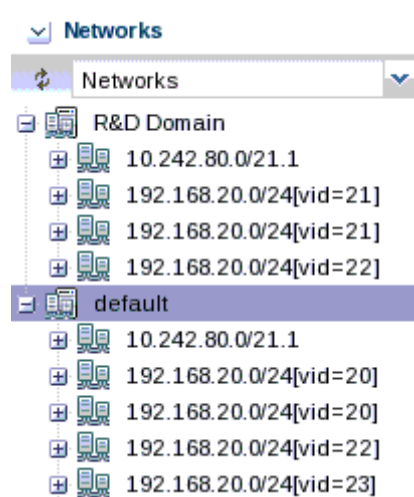 Networks
Networks
R&D Domain
10.242.80.0/21.1
192.168.20.0/24[vid=21]
192.168.20.0/24[vid=21]
192.168.20.0/24[vid=22]
default
10.242.80.0/21.1
192.168.20.0/24[vid=20]
192.168.20.0/24[vid=20]
192.168.20.0/24[vid=22]
192.168.20.0/24[vid=23]